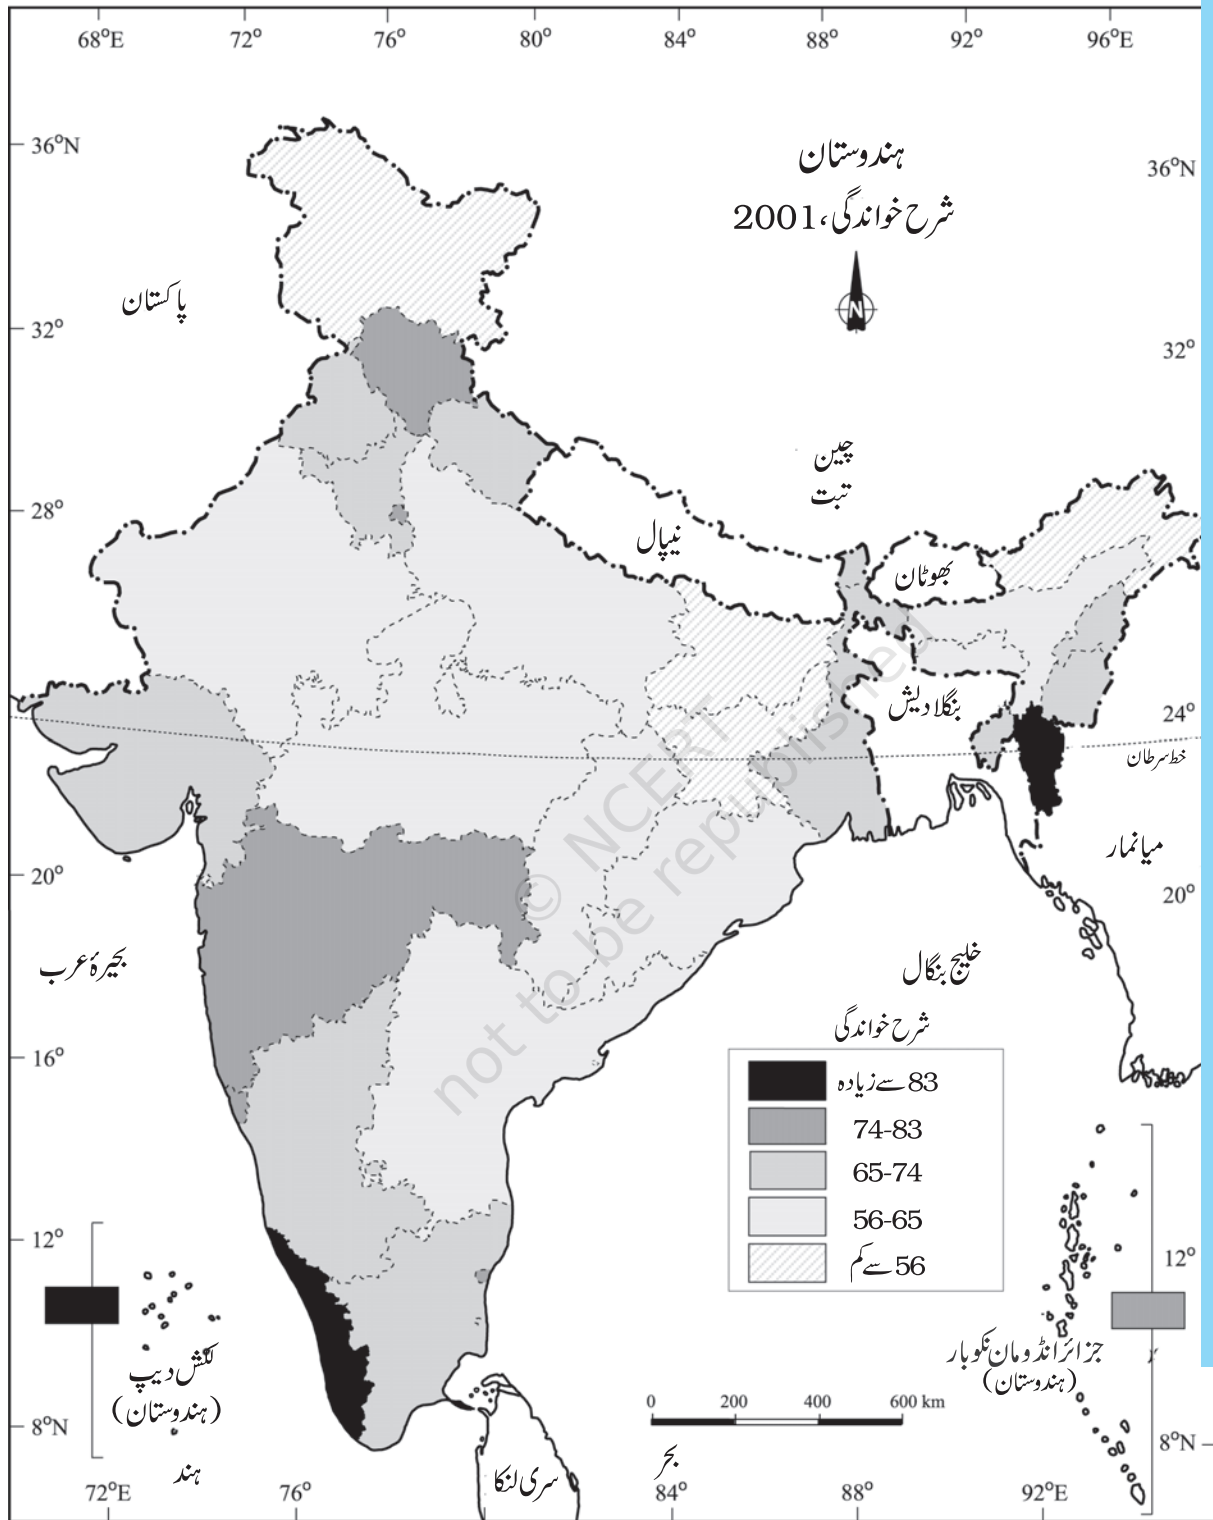 68°E 72° 76° 80° 84° 88° 92° 96°E
36°N
36°N
ہندوستان
شرح خواندگی، 2001
N
پاکستان
32°
32°
چین
تبت
28°
نیپال
بھوٹان
بنگلا دیش
24°
خط سرطان
میانمار
20°
20°
بحیرۂ عرب
خلیج بنگال
16°
شرح خواندگی
83 سے زیادہ
74-83
65-74
56-65
56 سے کم
12°
12°
لکش دیپ
(ہندوستان)
جزائر انڈومان نکوبار
(ہندوستان)
0 200 400 600 km
8°N
8°N
ہند
بحر
سری لنکا
72°E 76° 84° 88° 92°E
© NCERT
not to be republished